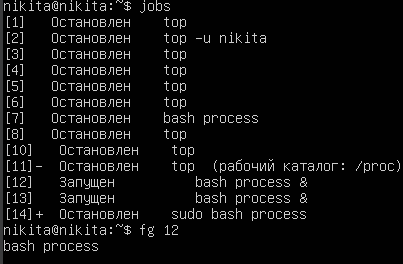 nikita@nikita:~$ jobs
[1]   Остановлен    top
[2]   Остановлен    top -u nikita
[3]   Остановлен    top
[4]   Остановлен    top
[5]   Остановлен    top
[6]   Остановлен    top
[7]   Остановлен    bash process
[8]   Остановлен    top
[10]   Остановлен    top
[11]-  Остановлен    top  (рабочий каталог: /proc)
[12]   Запущен          bash process &
[13]   Запущен          bash process &
[14]+  Остановлен    sudo bash process
nikita@nikita:~$ fg 12
bash process